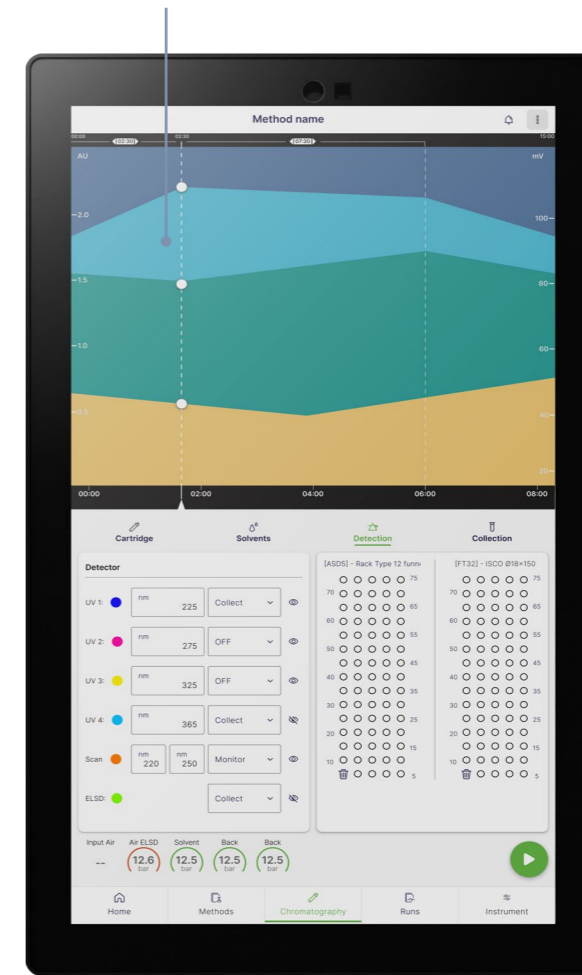 Method name
00:00 02:30 15:00
(02:30) (07:30)
AU mV
2.0 100
1.5 80
1.0 60
0.5 40
20
00:00 02:00 04:00 06:00 08:00
Cartridge Solvents Detection Collection
Detector
UV 1: nm 225 Collect
UV 2: nm 275 OFF
UV 3: nm 325 OFF
UV 4: nm 365 Collect
Scan nm 220 nm 250 Monitor
ELSD: Collect
[ASD5] - Rack Type 12 funn
75
70
65
60
55
50
45
40
35
30
25
20
15
10
5
[FT32] - ISCO Ø18×150
75
70
65
60
55
50
45
40
35
30
25
20
15
10
5
Input Air Air ELSD Solvent Back Back
-- 12.6 12.5 12.5 12.5
bar bar bar bar
Home Methods Chromatography Runs Instrument